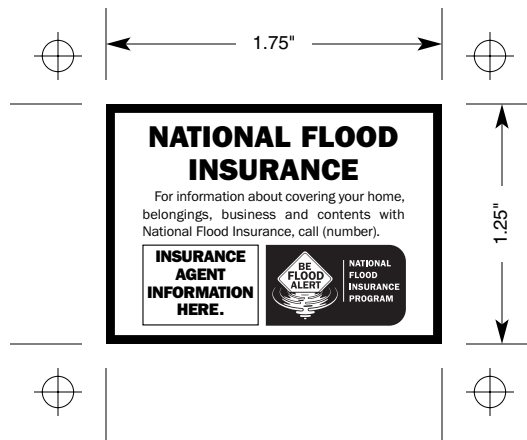 1.75"
NATIONAL FLOOD
INSURANCE
For information about covering your home,
belongings, business and contents with
National Flood Insurance, call (number).
INSURANCE
AGENT
INFORMATION
HERE.
BE
FLOOD
ALERT
NATIONAL
FLOOD
INSURANCE
PROGRAM
1.25"